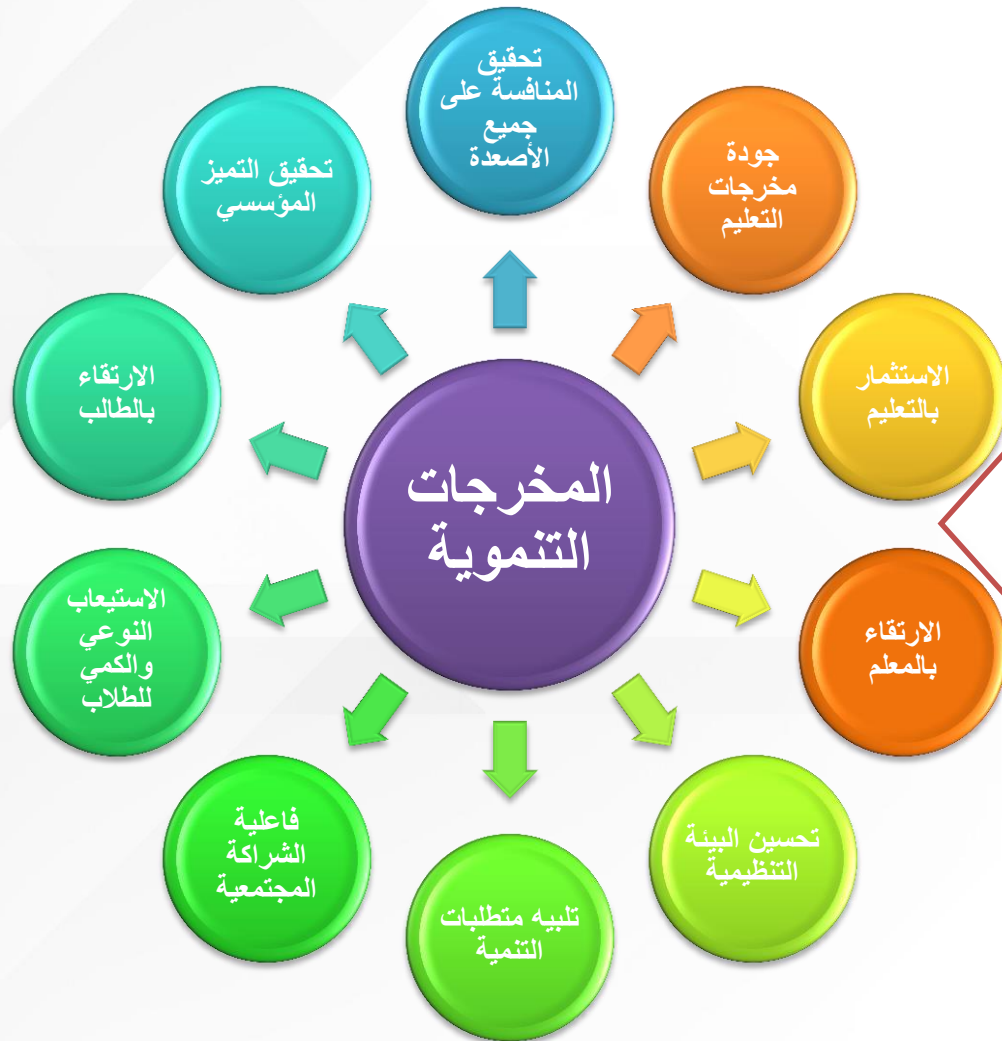 المخرجات
التنموية
تحقيق
المنافسة على
جميع
الأصعدة
جودة
مخرجات
التعليم
الاستثمار
بالتعليم
الارتقاء
بالمعلم
تحسين البيئة
التنظيمية
تلبيه متطلبات
التنمية
فاعلية
الشراكة
المجتمعية
الاستيعاب
النوعي
والكمي
للطلاب
الارتقاء
بالطالب
تحقيق التميز
المؤسسي